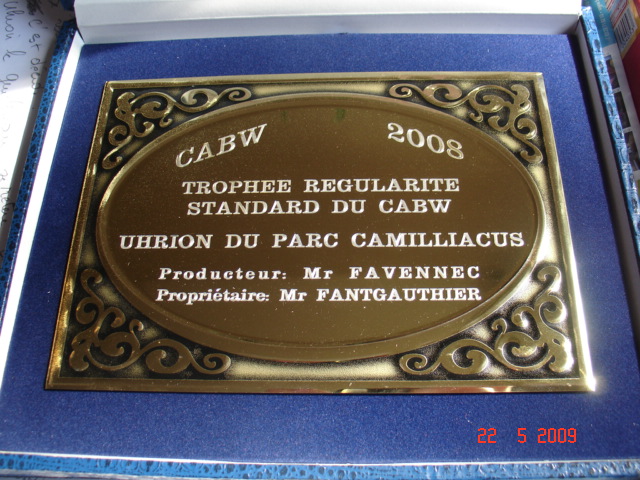 CABW 2008
TROPHEE REGULARITE
STANDARD DU CABW
UHRION DU PARC CAMILLIACUS
Producteur: Mr FAVENNEC
Propriétaire: Mr FANTGAUTHIER
22 5 2009